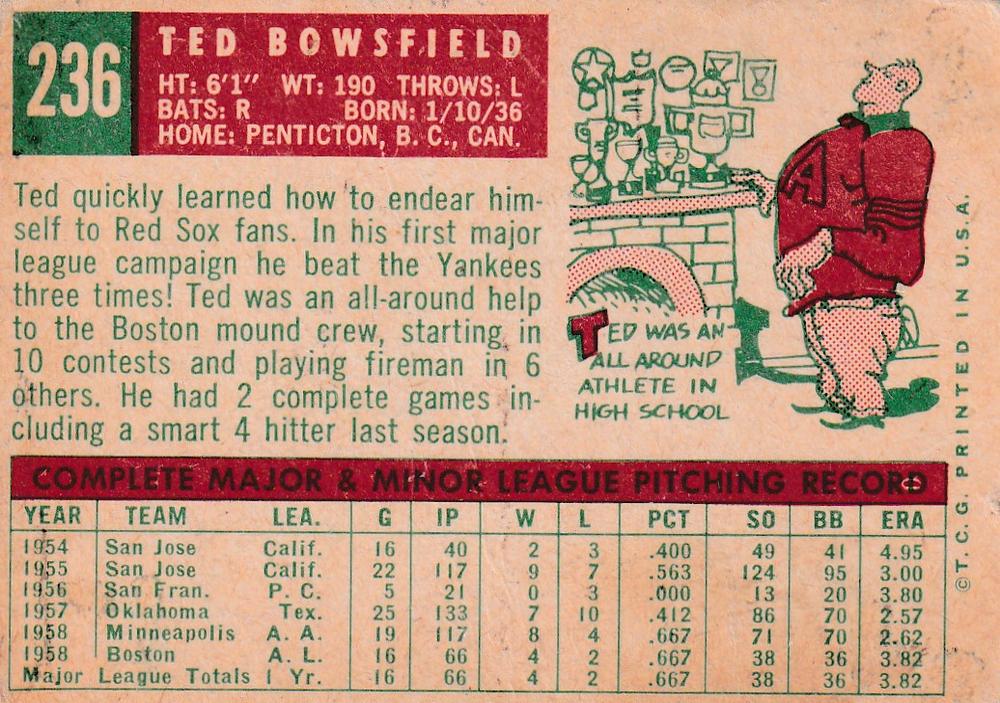 236
TED BOWSFIELD
HT: 6'1" WT: 190 THROWS: L
BATS: R BORN: 1/10/36
HOME: PENTICTON, B. C., CAN.
Ted quickly learned how to endear him-
self to Red Sox fans. In his first major
league campaign he beat the Yankees
three times! Ted was an all-around help
to the Boston mound crew, starting in
10 contests and playing fireman in 6
others. He had 2 complete games in-
cluding a smart 4 hitter last season.
A
TED WAS AN
ALL AROUND
ATHLETE IN
HIGH SCHOOL
COMPLETE MAJOR & MINOR LEAGUE PITCHING RECORD
YEAR TEAM LEA. G IP W L PCT SO BB ERA
1954 San Jose Calif. 16 40 2 3 .400 49 41 4.95
1955 San Jose Calif. 22 117 9 7 .563 124 95 3.00
1956 San Fran. P. C. 5 21 0 3 .000 13 20 3.80
1957 Oklahoma Tex. 25 133 7 10 .412 86 70 2.57
1958 Minneapolis A. A. 19 117 8 4 .667 71 70 2.62
1958 Boston A. L. 16 66 4 2 .667 38 36 3.82
Major League Totals 1 Yr. 16 66 4 2 .667 38 36 3.82
©T. C. G. PRINTED IN U. S. A.